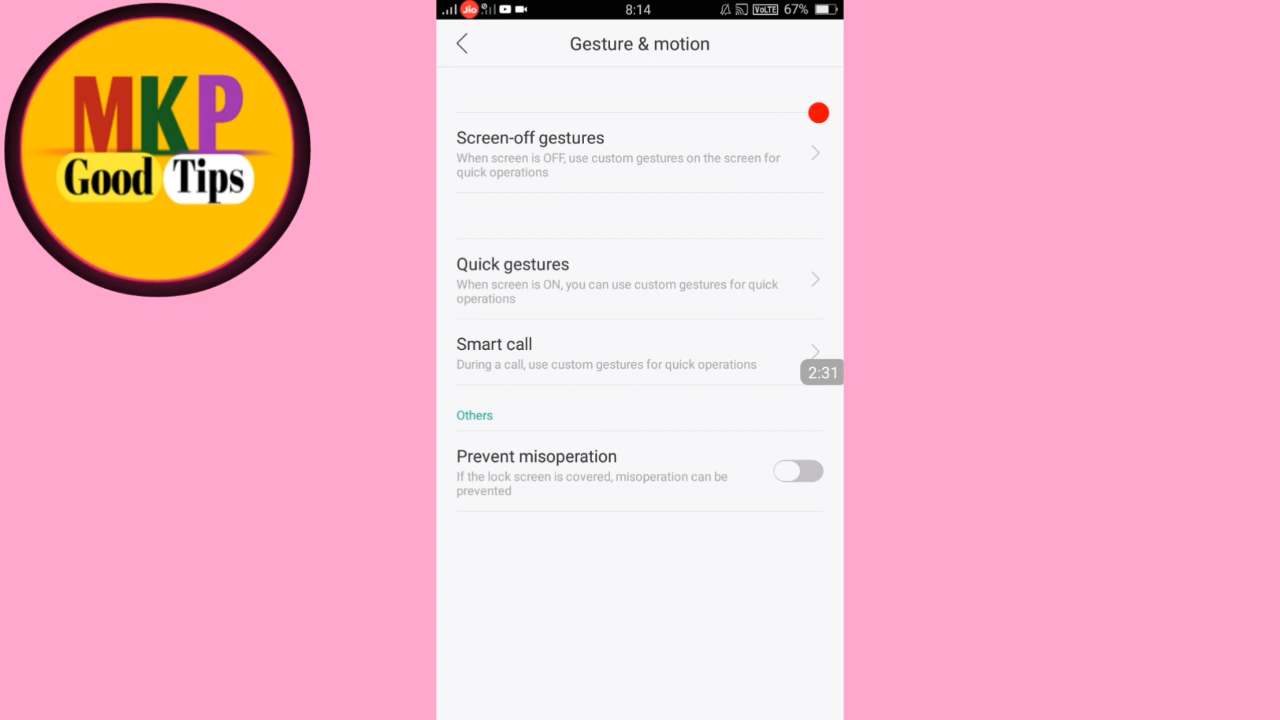 MKP
Good Tips
Jio 8:14 VoLTE 67%
Gesture & motion
Screen-off gestures
When screen is OFF, use custom gestures on the screen for
quick operations
Quick gestures
When screen is ON, you can use custom gestures for quick
operations
Smart call
During a call, use custom gestures for quick operations
2:31
Others
Prevent misoperation
If the lock screen is covered, misoperation can be
prevented